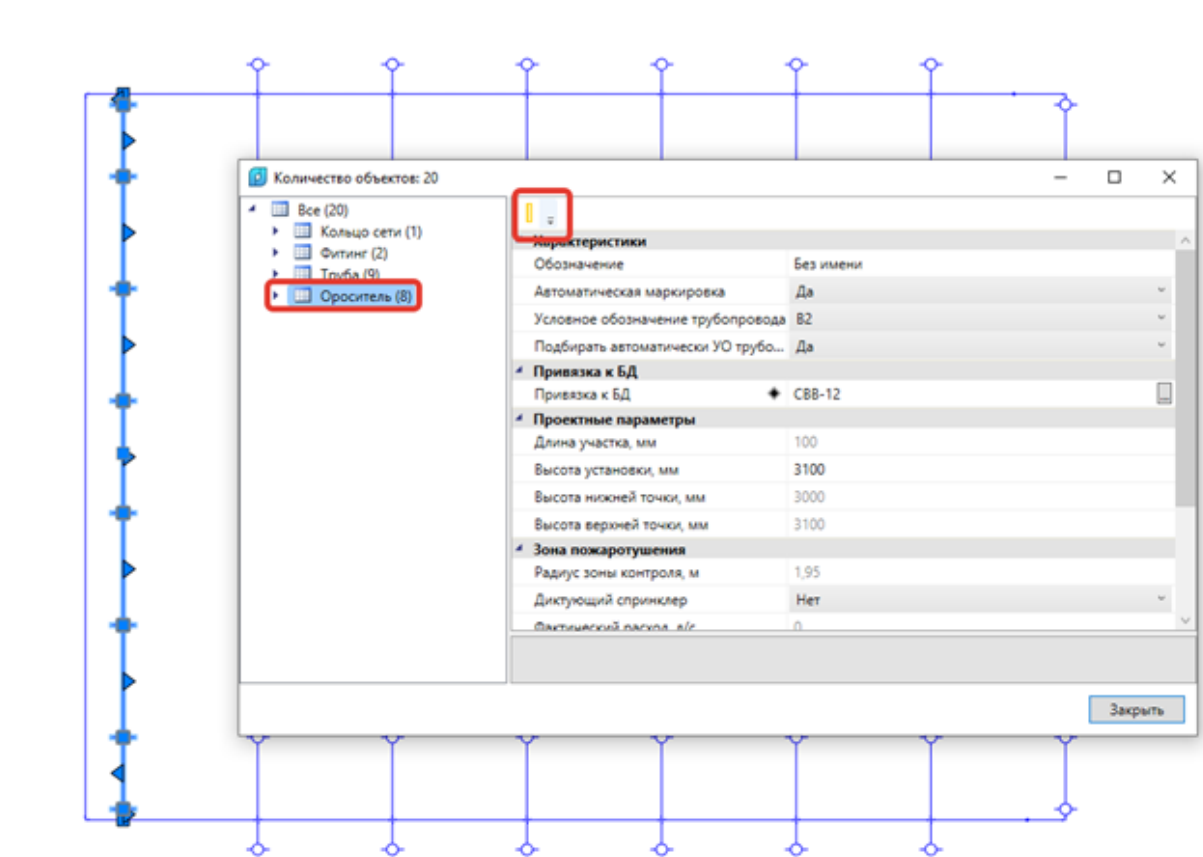 Количество объектов: 20
Все (20)
Кольцо сети (1)
Фитинг (2)
Труба (9)
Ороситель (8)
Характеристики
Обозначение Без имени
Автоматическая маркировка Да
Условное обозначение трубопровода В2
Подбирать автоматически УО трубо... Да
Привязка к БД
Привязка к БД СВВ-12
Проектные параметры
Длина участка, мм 100
Высота установки, мм 3100
Высота нижней точки, мм 3000
Высота верхней точки, мм 3100
Зона пожаротушения
Радиус зоны контроля, м 1,95
Диктующий спринклер Нет
Фактический расход, л/с 0
Закрыть